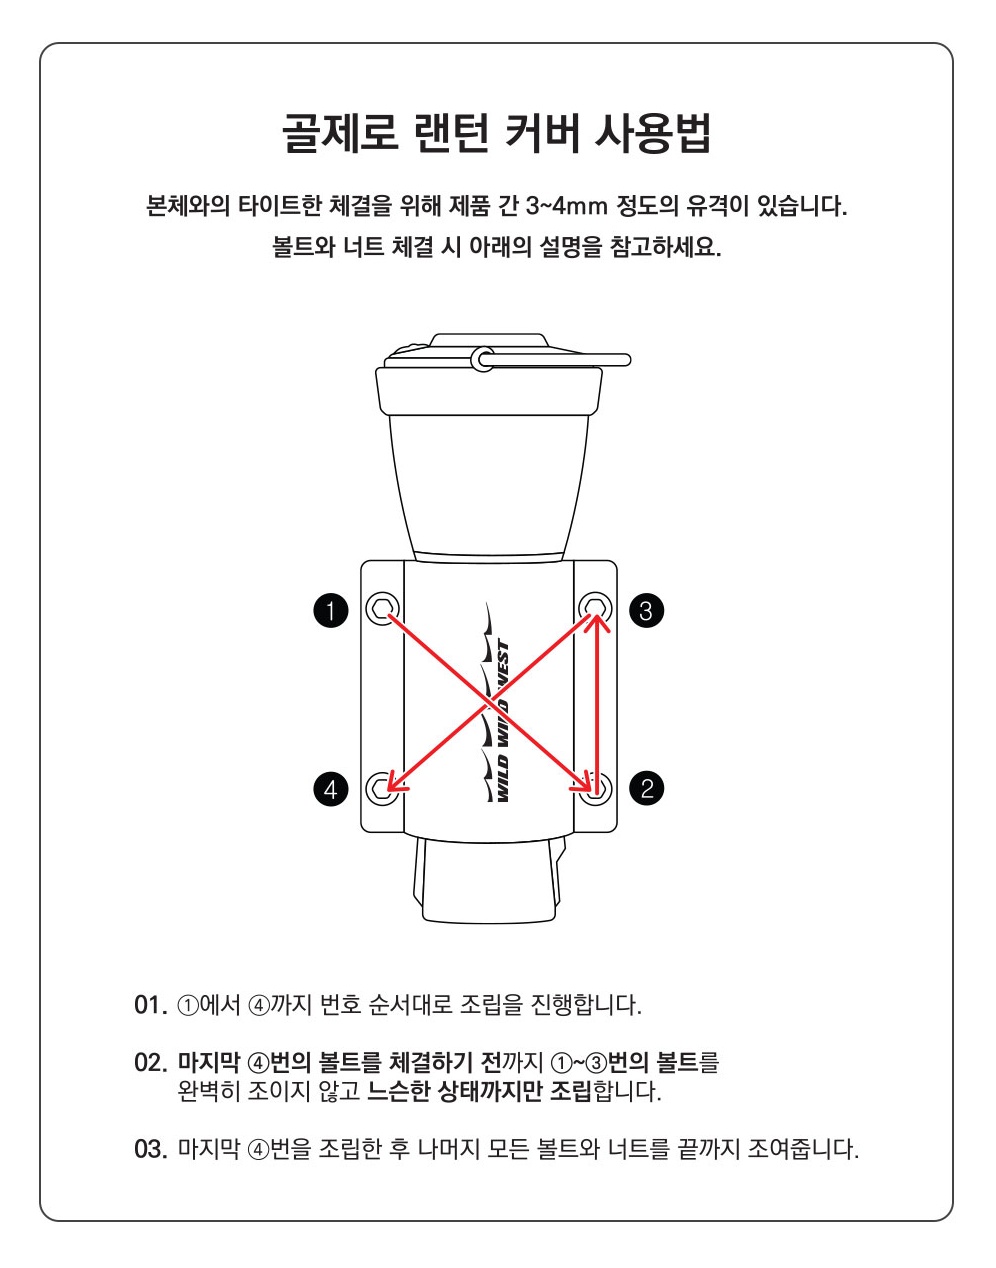 골제로 랜턴 커버 사용법
본체와의 타이트한 체결을 위해 제품 간 3~4mm 정도의 유격이 있습니다.
볼트와 너트 체결 시 아래의 설명을 참고하세요.
1
3
WILD WILD WEST
4
2
01. ①에서 ④까지 번호 순서대로 조립을 진행합니다.
02. 마지막 ④번의 볼트를 체결하기 전까지 ①~③번의 볼트를
완벽히 조이지 않고 느슨한 상태까지만 조립합니다.
03. 마지막 ④번을 조립한 후 나머지 모든 볼트와 너트를 끝까지 조여줍니다.